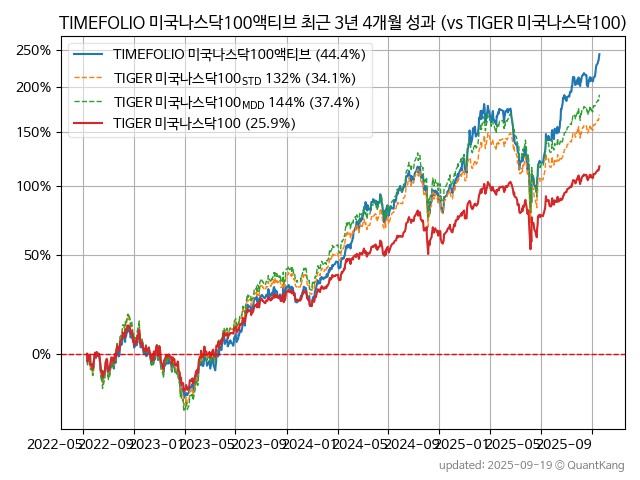 TIMEFOLIO 미국나스닥100액티브 최근 3년 4개월 성과 (vs TIGER 미국나스닥100)
250%
200%
150%
100%
50%
0%
TIMEFOLIO 미국나스닥100액티브 (44.4%)
TIGER 미국나스닥100STD 132% (34.1%)
TIGER 미국나스닥100MDD 144% (37.4%)
TIGER 미국나스닥100 (25.9%)
2022-05 2022-09 2023-01 2023-05 2023-09 2024-01 2024-05 2024-09 2025-01 2025-05 2025-09
updated: 2025-09-19 © QuantKang